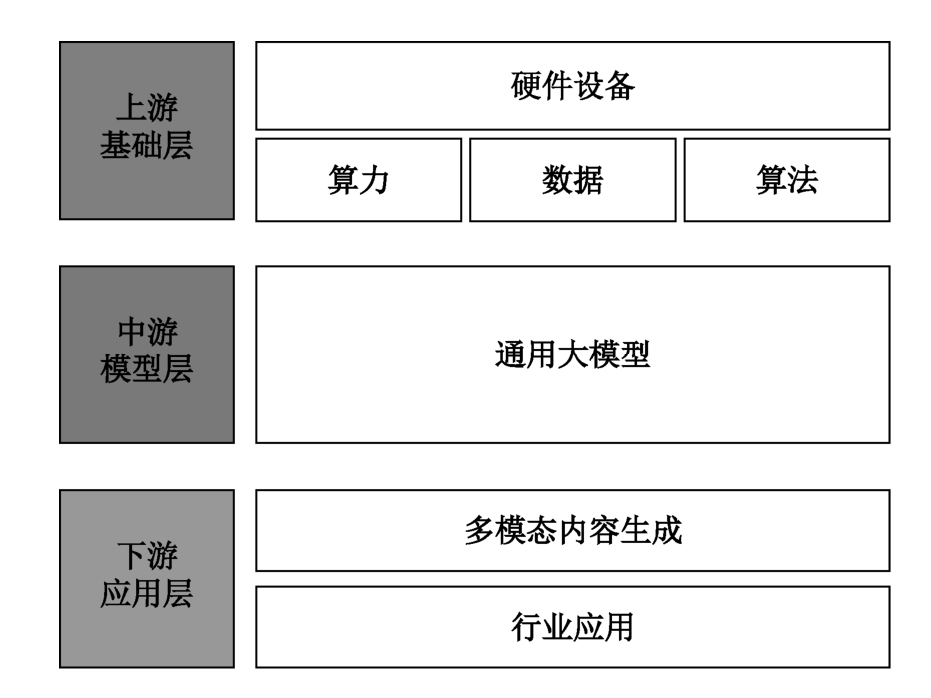 上游
基础层
硬件设备
算力
数据
算法
中游
模型层
通用大模型
下游
应用层
多模态内容生成
行业应用